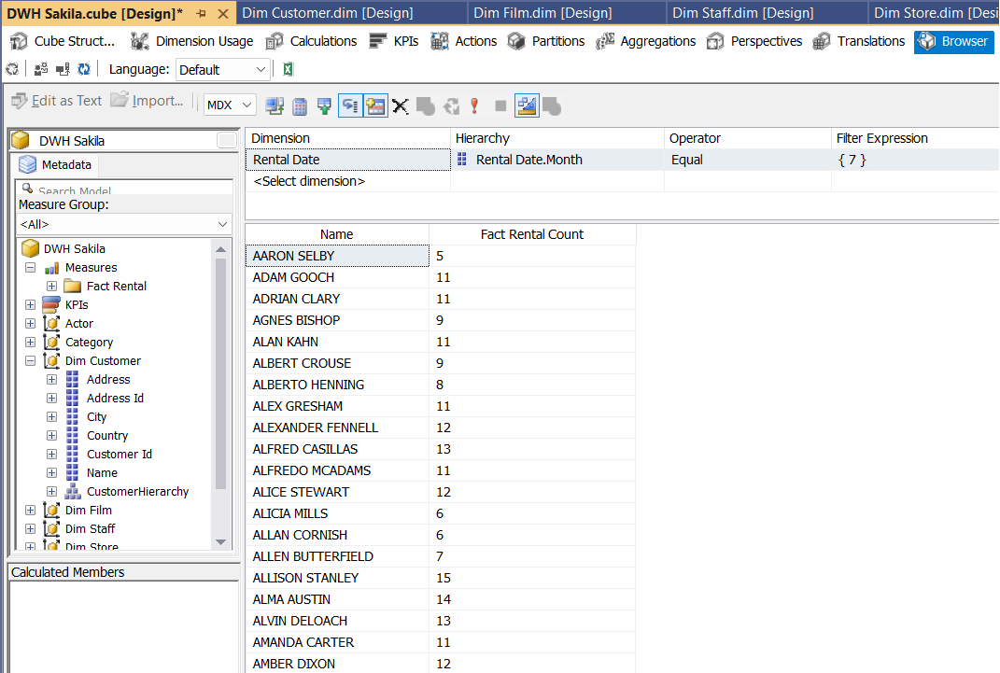 DWH Sakila.cube [Design]* Dim Customer.dim [Design] Dim Film.dim [Design] Dim Staff.dim [Design] Dim Store.dim [Desi
Cube Struct... Dimension Usage Calculations KPIs Actions Partitions Aggregations Perspectives Translations Browser
Language: Default
Edit as Text Import... MDX
DWH Sakila
Metadata
Search Model
Measure Group:
<All>
DWH Sakila
Measures
Fact Rental
KPIs
Actor
Category
Dim Customer
Address
Address Id
City
Country
Customer Id
Name
CustomerHierarchy
Dim Film
Dim Staff
Dim Store
Calculated Members
Dimension Hierarchy Operator Filter Expression
Rental Date Rental Date.Month Equal { 7 }
<Select dimension>
Name Fact Rental Count
AARON SELBY 5
ADAM GOOCH 11
ADRIAN CLARY 11
AGNES BISHOP 9
ALAN KAHN 11
ALBERT CROUSE 9
ALBERTO HENNING 8
ALEX GRESHAM 11
ALEXANDER FENNELL 12
ALFRED CASILLAS 13
ALFREDO MCADAMS 11
ALICE STEWART 12
ALICIA MILLS 6
ALLAN CORNISH 6
ALLEN BUTTERFIELD 7
ALLISON STANLEY 15
ALMA AUSTIN 14
ALVIN DELOACH 13
AMANDA CARTER 11
AMBER DIXON 12